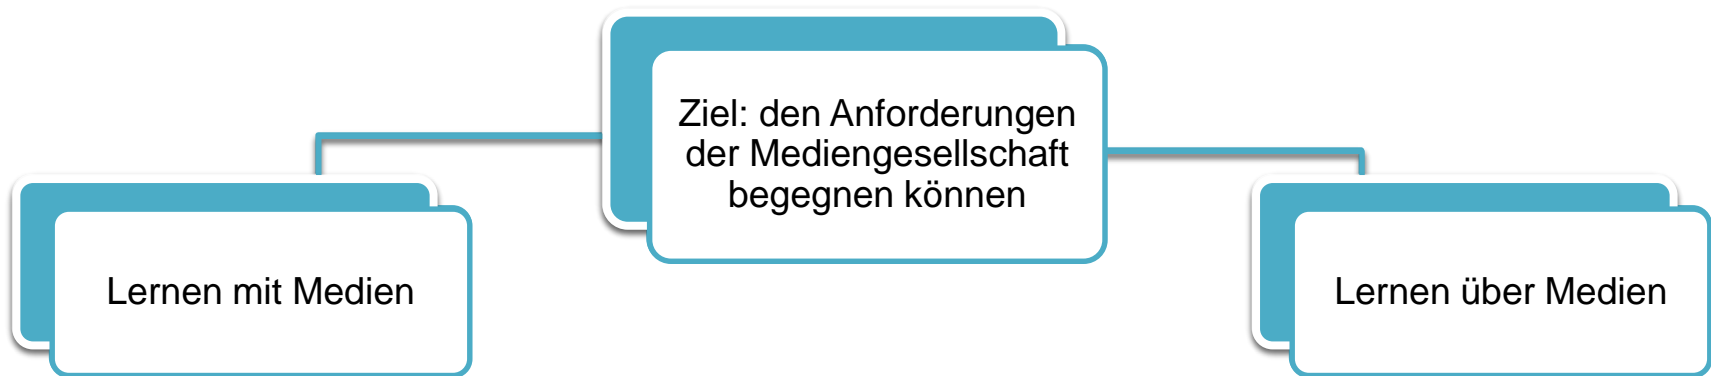 Ziel: den Anforderungen
der Mediengesellschaft
begegnen können
Lernen mit Medien
Lernen über Medien